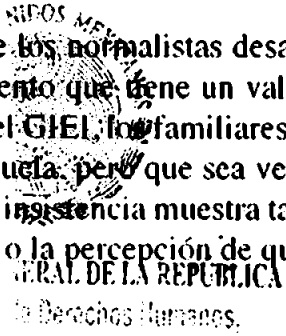 NIDOS ME
e los normalistas desa
ento que tiene un val
el GIEI, los familiares
uela, pero que sea ve
insistencia muestra ta
o la percepción de qu
ERAL DE LA REPUBLICA
Derechos Humanos,